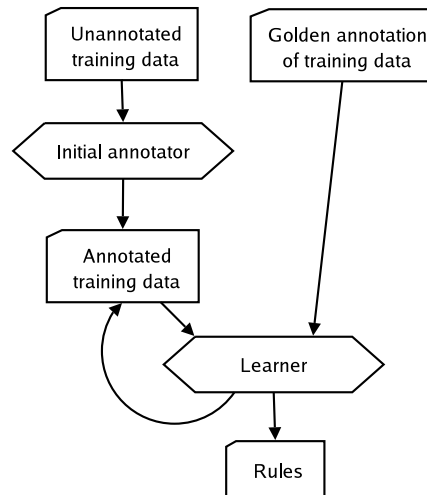 Unannotated
training data
Golden annotation
of training data
Initial annotator
Annotated
training data
Learner
Rules